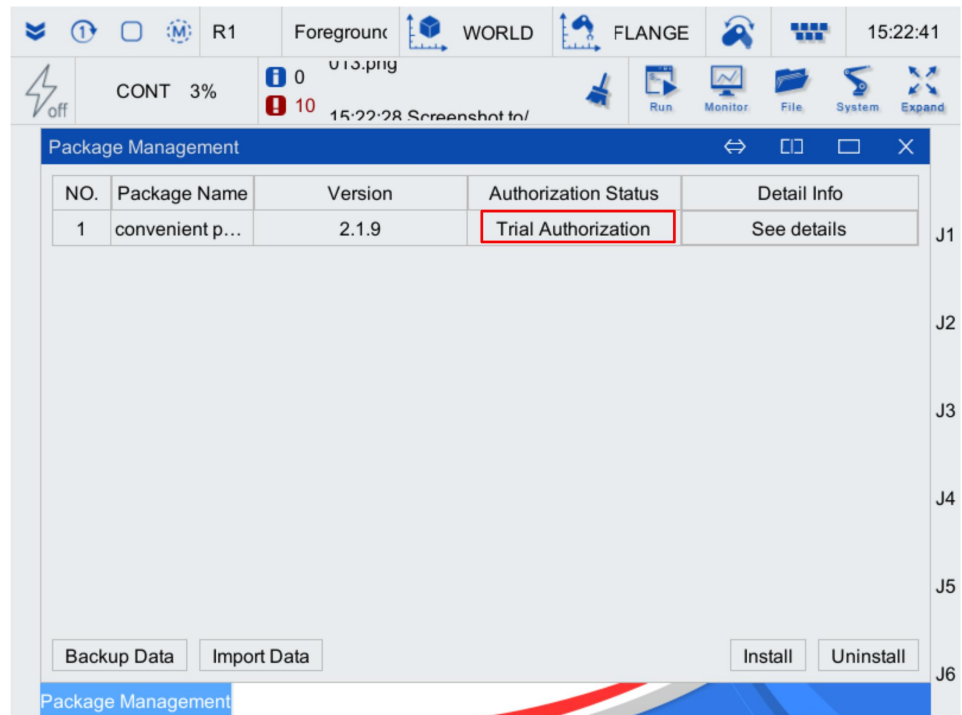 1 M R1 Foregroun WORLD FLANGE 15:22:41
off CONT 3% i 0 013.png
! 10 15:22:28 Screenshot to/
Run Monitor File System Expand
Package Management
NO. Package Name Version Authorization Status Detail Info
1 convenient p... 2.1.9 Trial Authorization See details
J1
J2
J3
J4
J5
J6
Backup Data Import Data Install Uninstall
Package Management